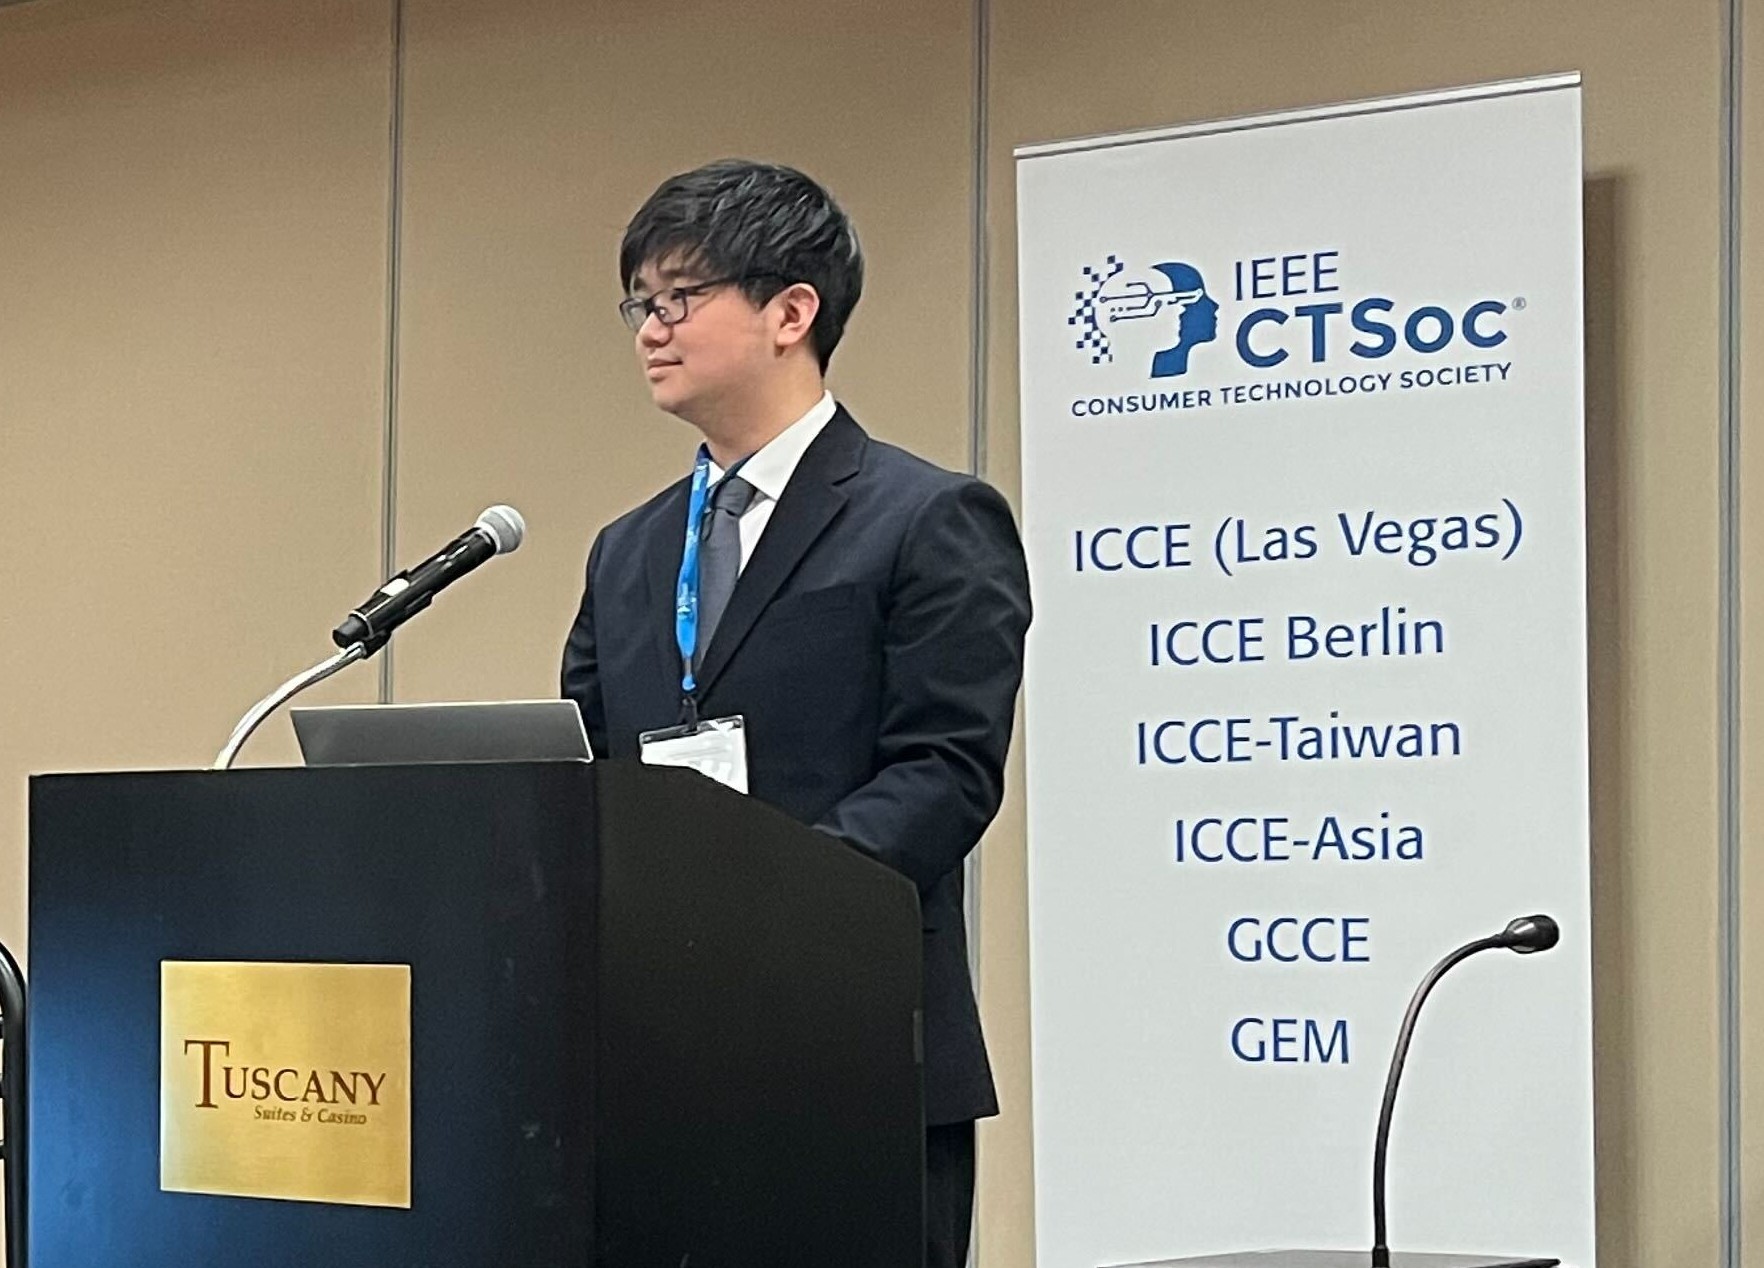 IEEE
CTSoc®
CONSUMER TECHNOLOGY SOCIETY
ICCE (Las Vegas)
ICCE Berlin
ICCE-Taiwan
ICCE-Asia
GCCE
GEM
TUSCANY
Suites & Casino